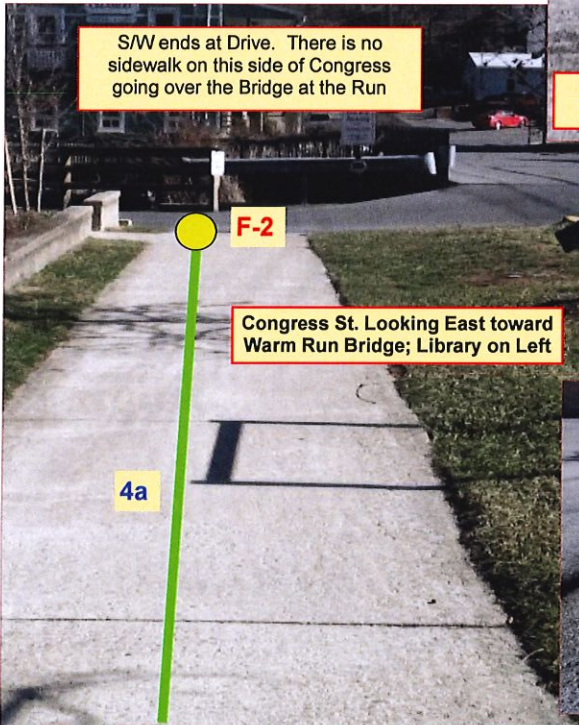 S/W ends at Drive. There is no
sidewalk on this side of Congress
going over the Bridge at the Run
F-2
Congress St. Looking East toward
Warm Run Bridge; Library on Left
4a